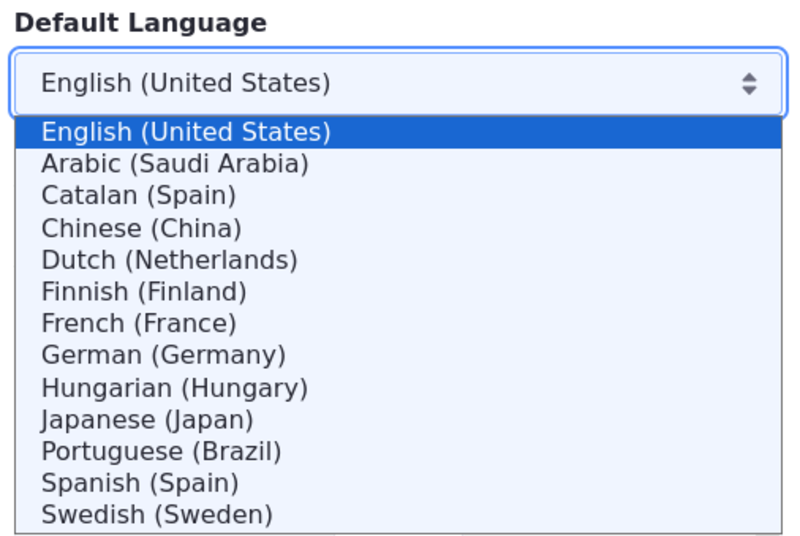 Default Language
English (United States)
English (United States)
Arabic (Saudi Arabia)
Catalan (Spain)
Chinese (China)
Dutch (Netherlands)
Finnish (Finland)
French (France)
German (Germany)
Hungarian (Hungary)
Japanese (Japan)
Portuguese (Brazil)
Spanish (Spain)
Swedish (Sweden)